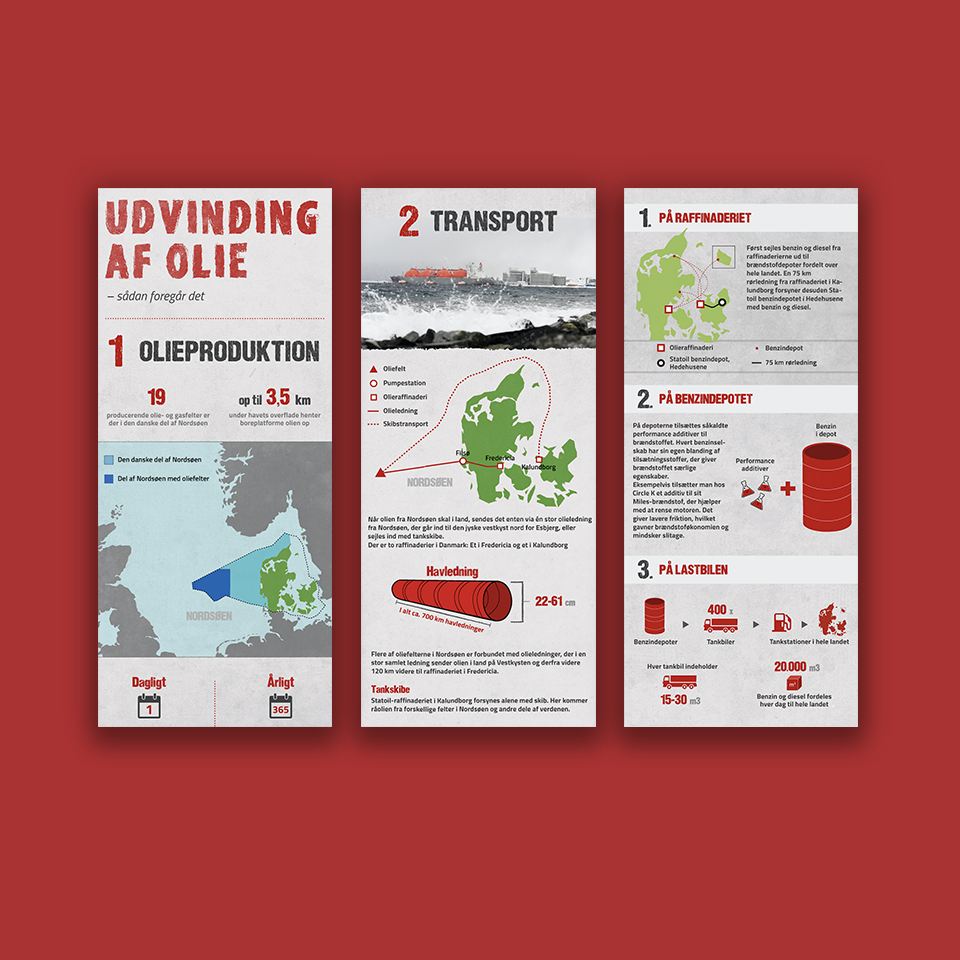 UDVINDING
AF OLIE
– sådan foregår det
1 OLIEPRODUKTION
19
producerende olie- og gasfelter er
der i den danske del af Nordsøen
op til 3,5 km
under havets overflade henter
boreplatforme olien op
Den danske del af Nordsøen
Del af Nordsøen med oliefelter
NORDSØEN
Dagligt
1
Årligt
365
2 TRANSPORT
Oliefelt
Pumpestation
Olieraffinaderi
Olieledning
Skibstransport
Filsø
Fredericia
Kalundborg
NORDSØEN
Når olien fra Nordsøen skal i land, sendes det enten via én stor olieledning
fra Nordsøen, der går ind til den jyske vestkyst nord for Esbjerg, eller
sejles ind med tankskibe.
Der er to raffinaderier i Danmark: Et i Fredericia og et i Kalundborg
Havledning
I alt ca. 700 km havledninger
22-61 cm
Flere af oliefelterne i Nordsøen er forbundet med olieledninger, der i en
stor samlet ledning sender olien i land på Vestkysten og derfra videre
120 km videre til raffinaderiet i Fredericia.
Tankskibe
Statoil-raffinaderiet i Kalundborg forsynes alene med skib. Her kommer
råolien fra forskellige felter i Nordsøen og andre dele af verdenen.
1. PÅ RAFFINADERIET
Først sejles benzin og diesel fra
raffinaderierne ud til
brændstofdepoter fordelt over
hele landet. En 75 km
rørledning fra raffinaderiet i Ka-
lundborg forsyner desuden Sta-
toil benzindepotet i Hedehusene
med benzin og diesel.
Olieraffinaderi
Statoil benzindepot,
Hedehusene
Benzindepot
75 km rørledning
2. PÅ BENZINDEPOTET
På depoterne tilsættes såkaldte
performance additiver til
brændstoffet. Hvert benzinsel-
skab har sin egen blanding af
tilsætningsstoffer, der giver
brændstoffet særlige
egenskaber.
Eksempelvis tilsætter man hos
Circle K et additiv til sit
Miles-brændstof, der hjælper
med at rense motoren. Det
giver lavere friktion, hvilket
gavner brændstoføkonomien og
mindsker slitage.
Performance
additiver
Benzin
i depot
3. PÅ LASTBILEN
400 x
Benzindepoter
Tankbiler
Tankstationer i hele landet
Hver tankbil indeholder
15-30 m3
20.000 m3
m³
Benzin og diesel fordeles
hver dag til hele landet